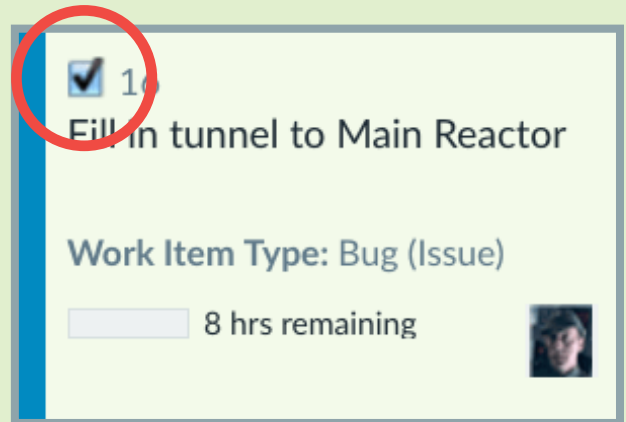 16
Fill in tunnel to Main Reactor
Work Item Type: Bug (Issue)
8 hrs remaining